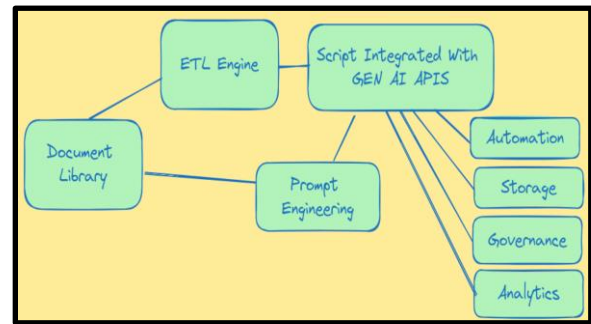 ETL Engine
Script Integrated With
GEN AI APIS
Document
Library
Prompt
Engineering
Automation
Storage
Governance
Analytics